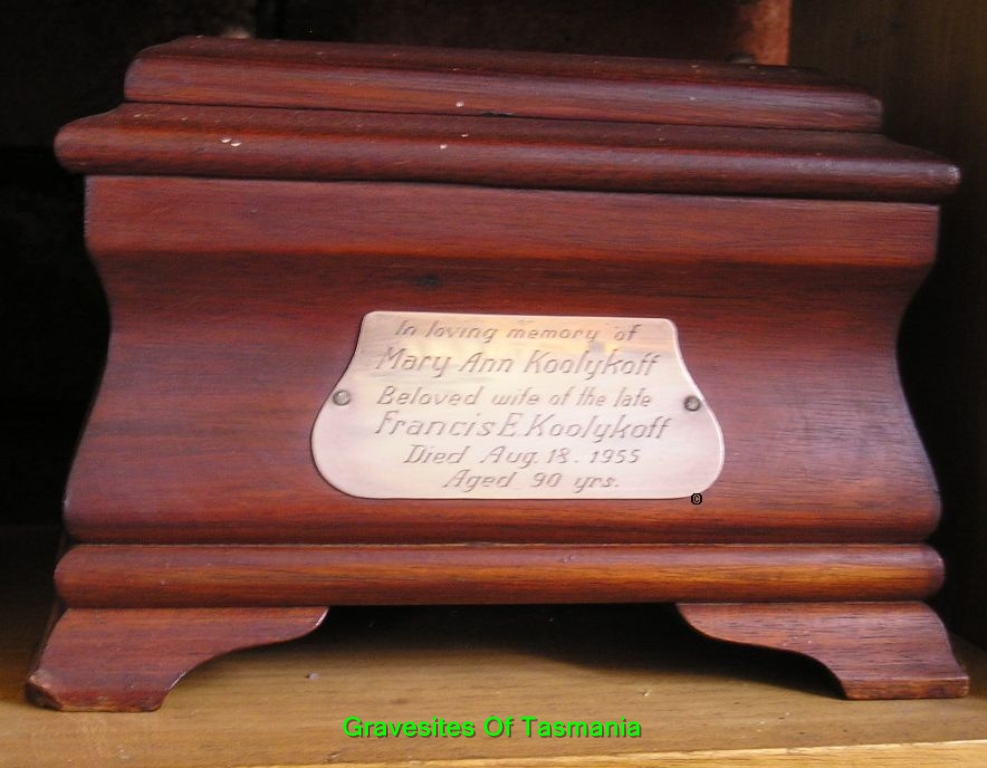 In loving memory of
Mary Ann Koolykoff
Beloved wife of the late
Francis E. Koolykoff
Died Aug. 18. 1955
Aged 90 yrs.
©
Gravesites Of Tasmania